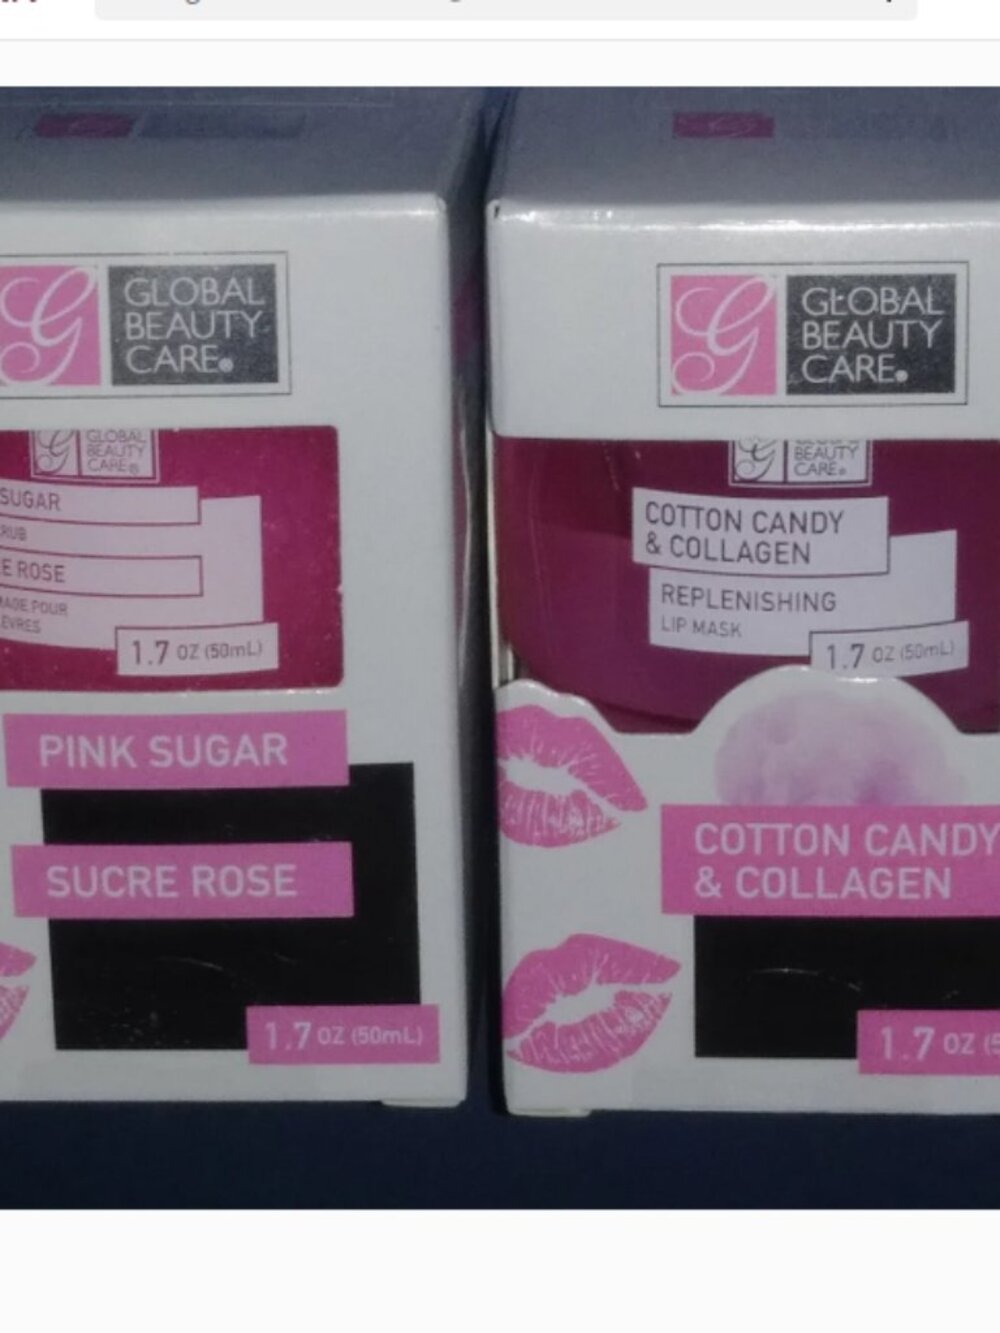 GLOBAL
BEAUTY
CARE®
GLOBAL
BEAUTY
CARE®
SUGAR
E ROSE
1.7 OZ (50mL)
PINK SUGAR
SUCRE ROSE
1.7 OZ (50mL)
GLOBAL
BEAUTY
CARE®
BEAUTY
CARE®
COTTON CANDY
& COLLAGEN
REPLENISHING
LIP MASK
1.7 OZ (50mL)
COTTON CANDY
& COLLAGEN
1.7 OZ (5